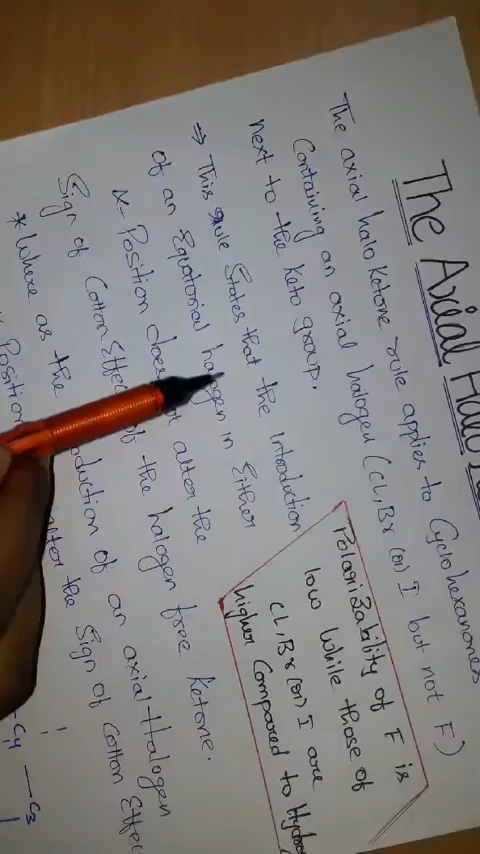 The Axial Halo
The axial halo Ketone rule applies to Cyclohexanones
Containing an axial halogen (CL, Br (or) I but not F)
next to the keto group.
Polarizability of F is
low while those of
CL, Br (or) I are
higher Compared to
⇒ This rule States that the Introduction
of an Equatorial halogen in Either
α-Position does alter the
Sign of Cotton Effect of the halogen free Ketone.
* Where as the of an axial Halogen
Position alter the Sign of Cotton
C4 — C3